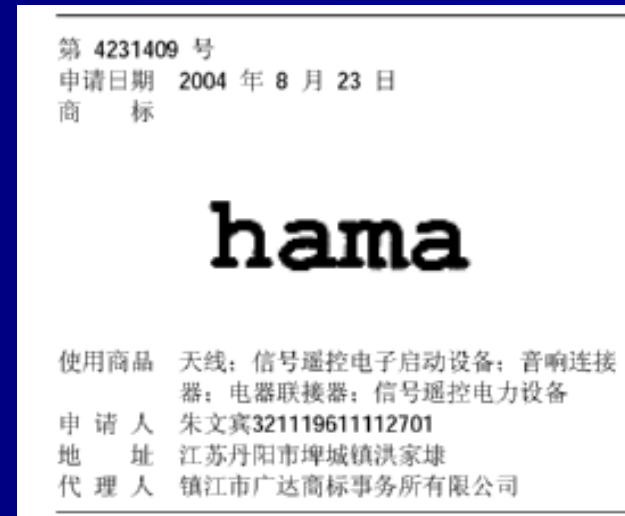 第 4231409 号
申请日期 2004 年 8 月 23 日
商 标
hama
使用商品 天线；信号遥控电子启动设备；音响连接
器；电器联接器；信号遥控电力设备
申 请 人 朱文宾321119611112701
地 址 江苏丹阳市埤城镇洪家埭
代 理 人 镇江市广达商标事务所有限公司